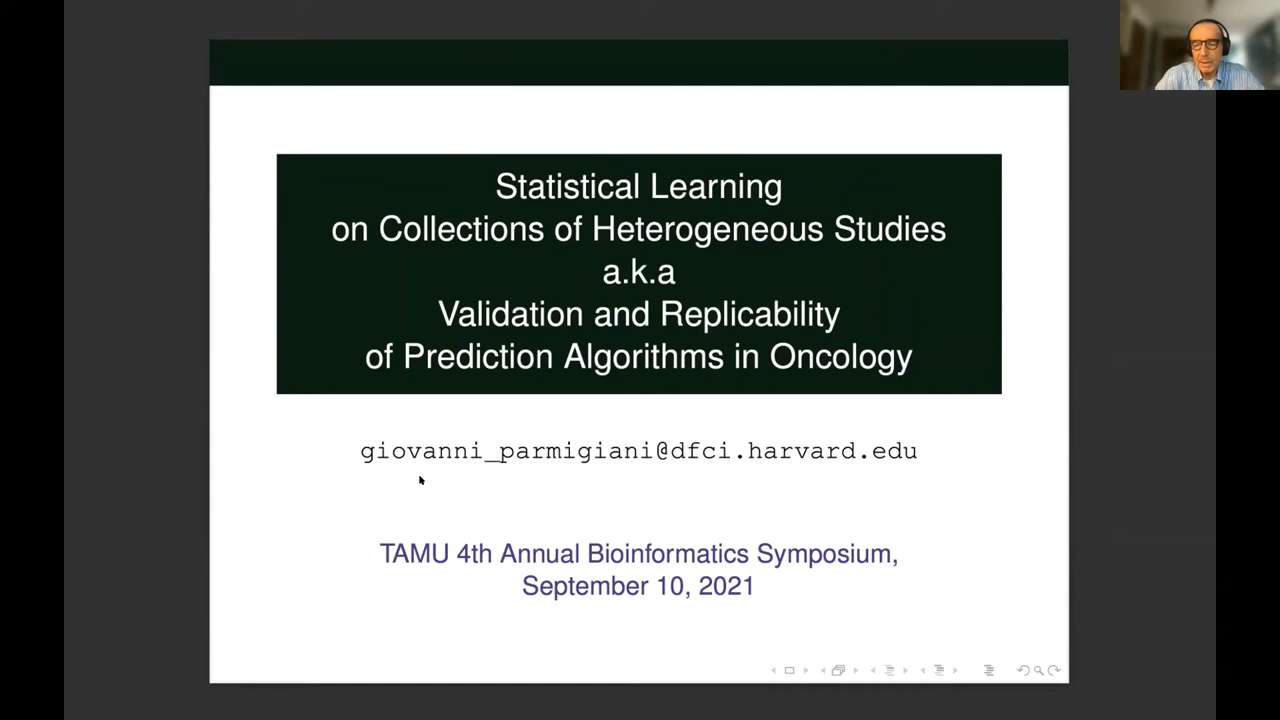 Statistical Learning
on Collections of Heterogeneous Studies
a.k.a
Validation and Replicability
of Prediction Algorithms in Oncology
giovanni_parmigiani@dfci.harvard.edu
TAMU 4th Annual Bioinformatics Symposium,
September 10, 2021